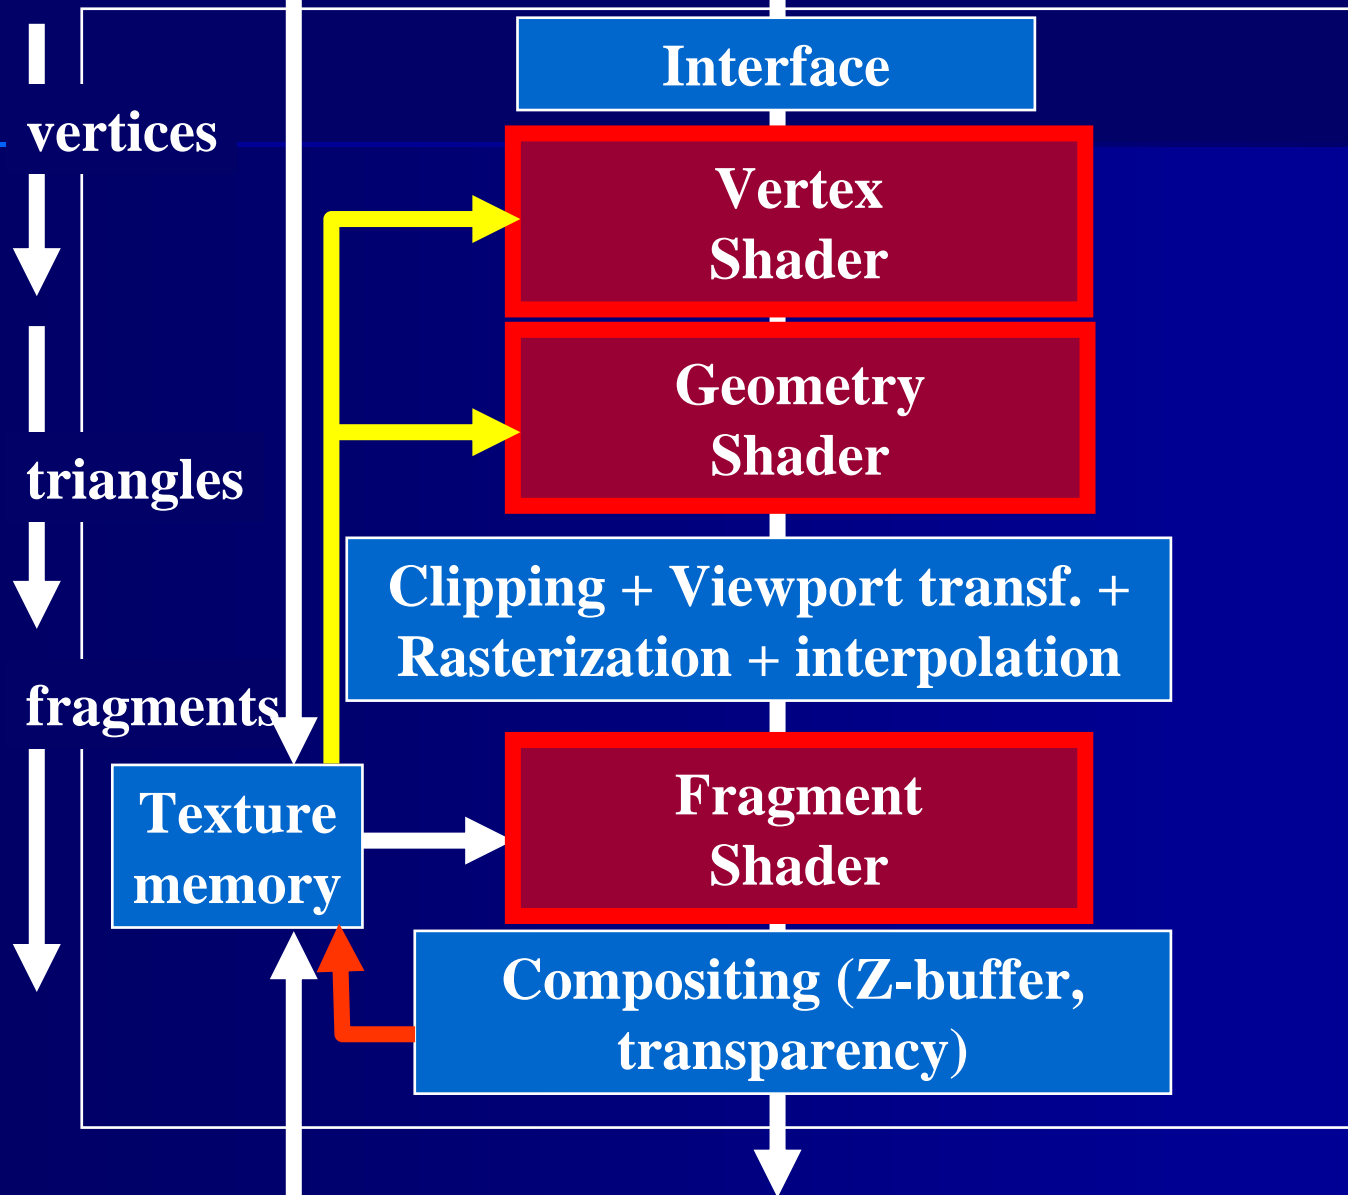 Interface
vertices
Vertex
Shader
Geometry
Shader
triangles
Clipping + Viewport transf. +
Rasterization + interpolation
fragments
Texture
memory
Fragment
Shader
Compositing (Z-buffer,
transparency)